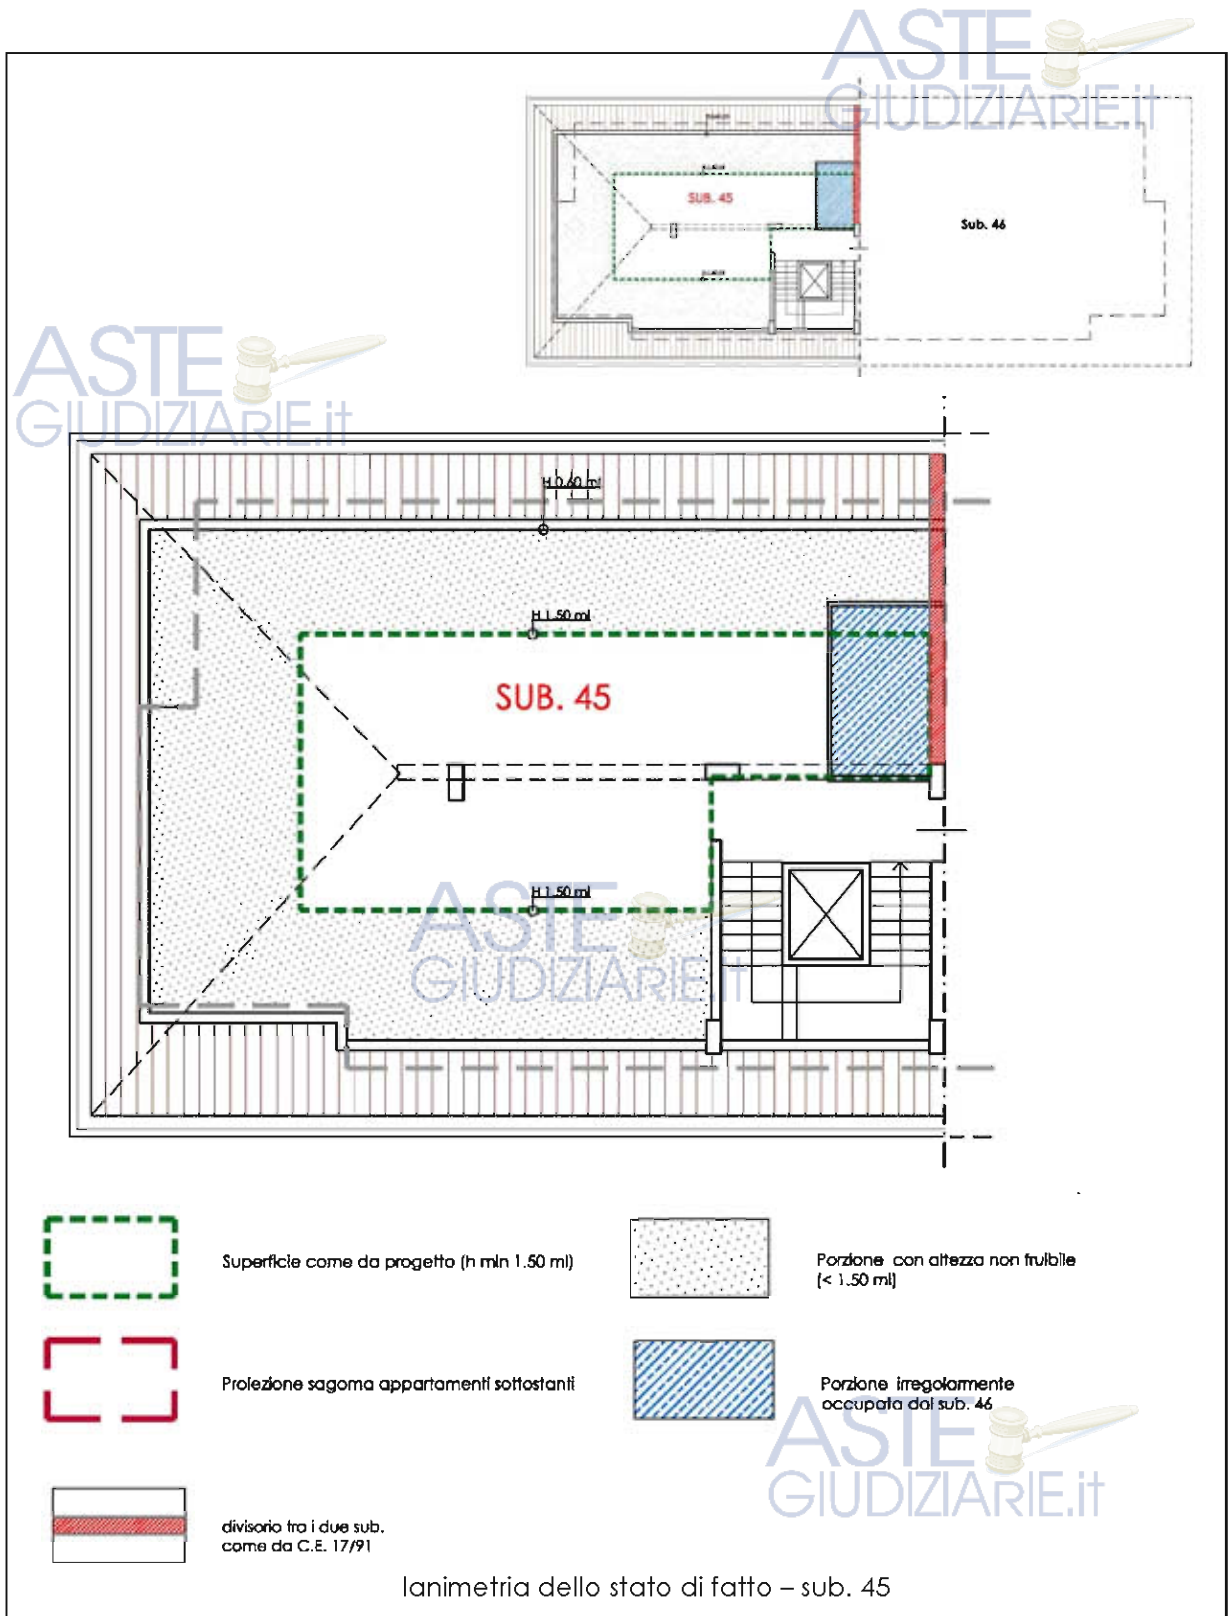 ASTE
GIUDIZIARIE.it
SUB. 45
Sub. 46
ASTE
GIUDIZIARIE.it
H 0.60 ml
H 1.50 ml
SUB. 45
H 1.50 ml
ASTE
GIUDIZIARIE.it
Superficie come da progetto (h min 1.50 ml)
Porzione con altezza non fruibile
(< 1.50 ml)
Proiezione sagoma appartamenti sottostanti
Porzione irregolarmente
occupata dal sub. 46
ASTE
GIUDIZIARIE.it
divisorio tra i due sub.
come da C.E. 17/91
lanimetria dello stato di fatto – sub. 45